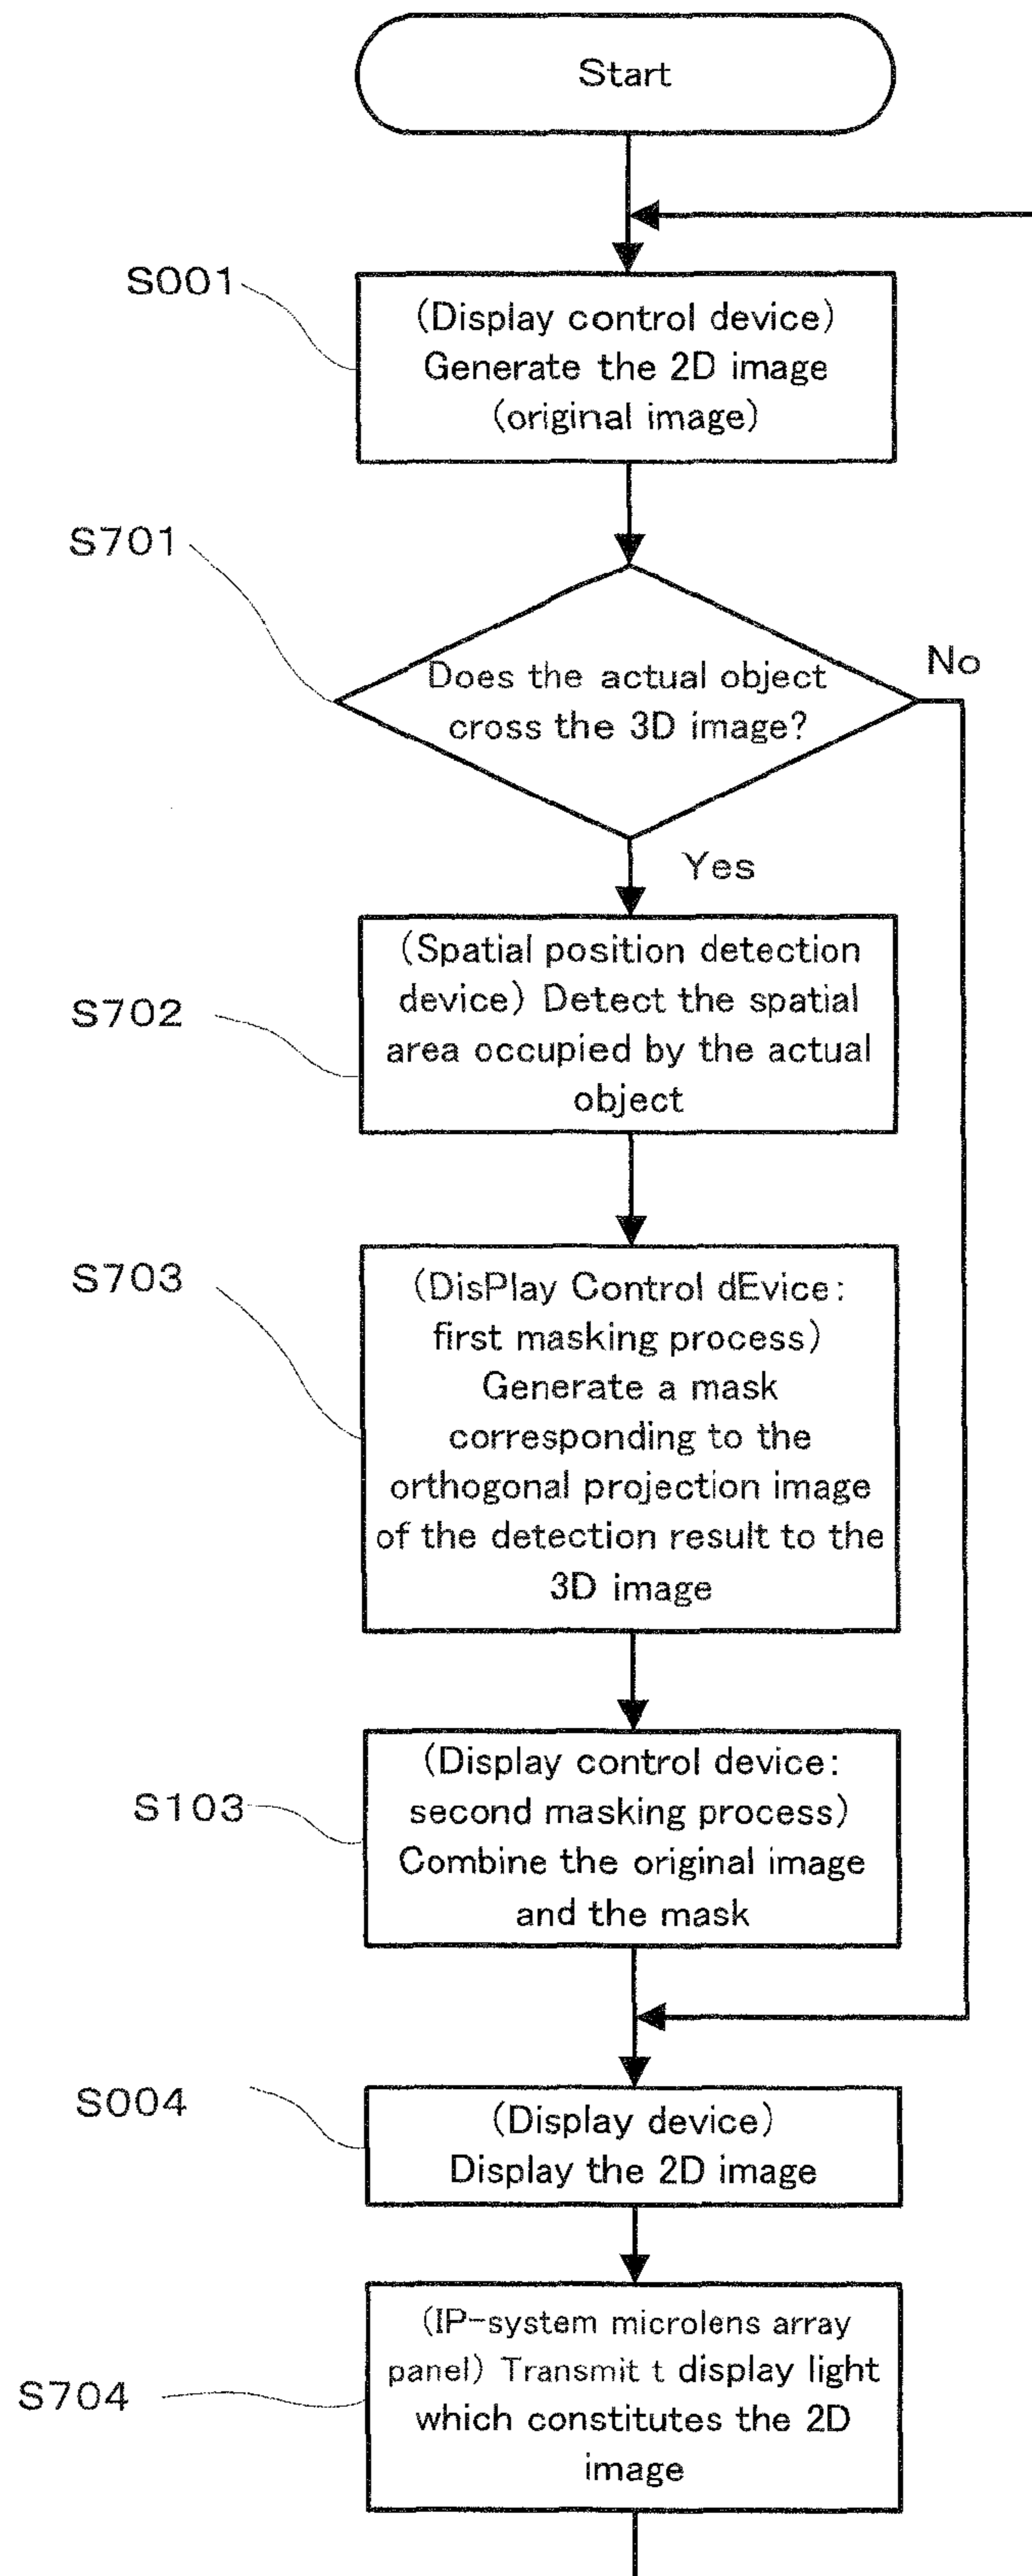 Start
S001
(Display control device)
Generate the 2D image
(original image)
S701
Does the actual object
cross the 3D image?
No
Yes
S702
(Spatial position detection
device) Detect the spatial
area occupied by the actual
object
S703
(DisPlay Control dEvice:
first masking process)
Generate a mask
corresponding to the
orthogonal projection image
of the detection result to the
3D image
S103
(Display control device:
second masking process)
Combine the original image
and the mask
S004
(Display device)
Display the 2D image
S704
(IP-system microlens array
panel) Transmit t display light
which constitutes the 2D
image